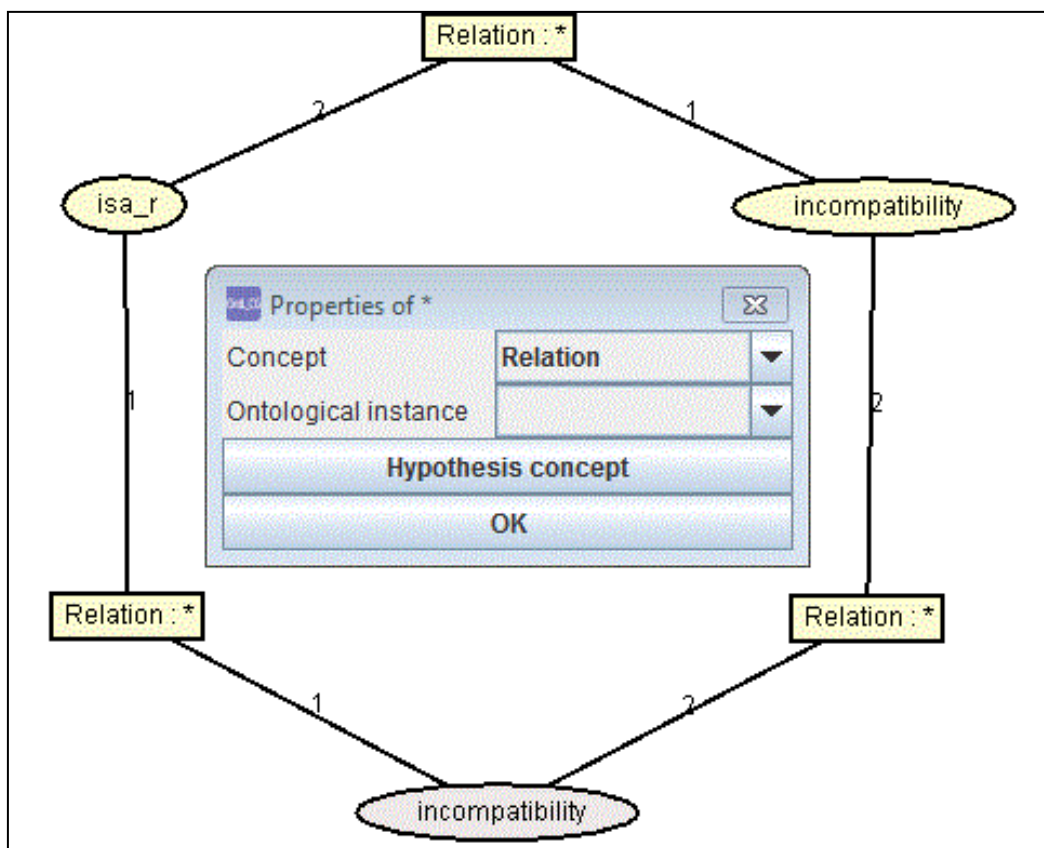 Relation : *
2
1
isa_r
incompatibility
Properties of *
Concept
Relation
Ontological instance
1
2
Hypothesis concept
OK
Relation : *
Relation : *
1
2
incompatibility